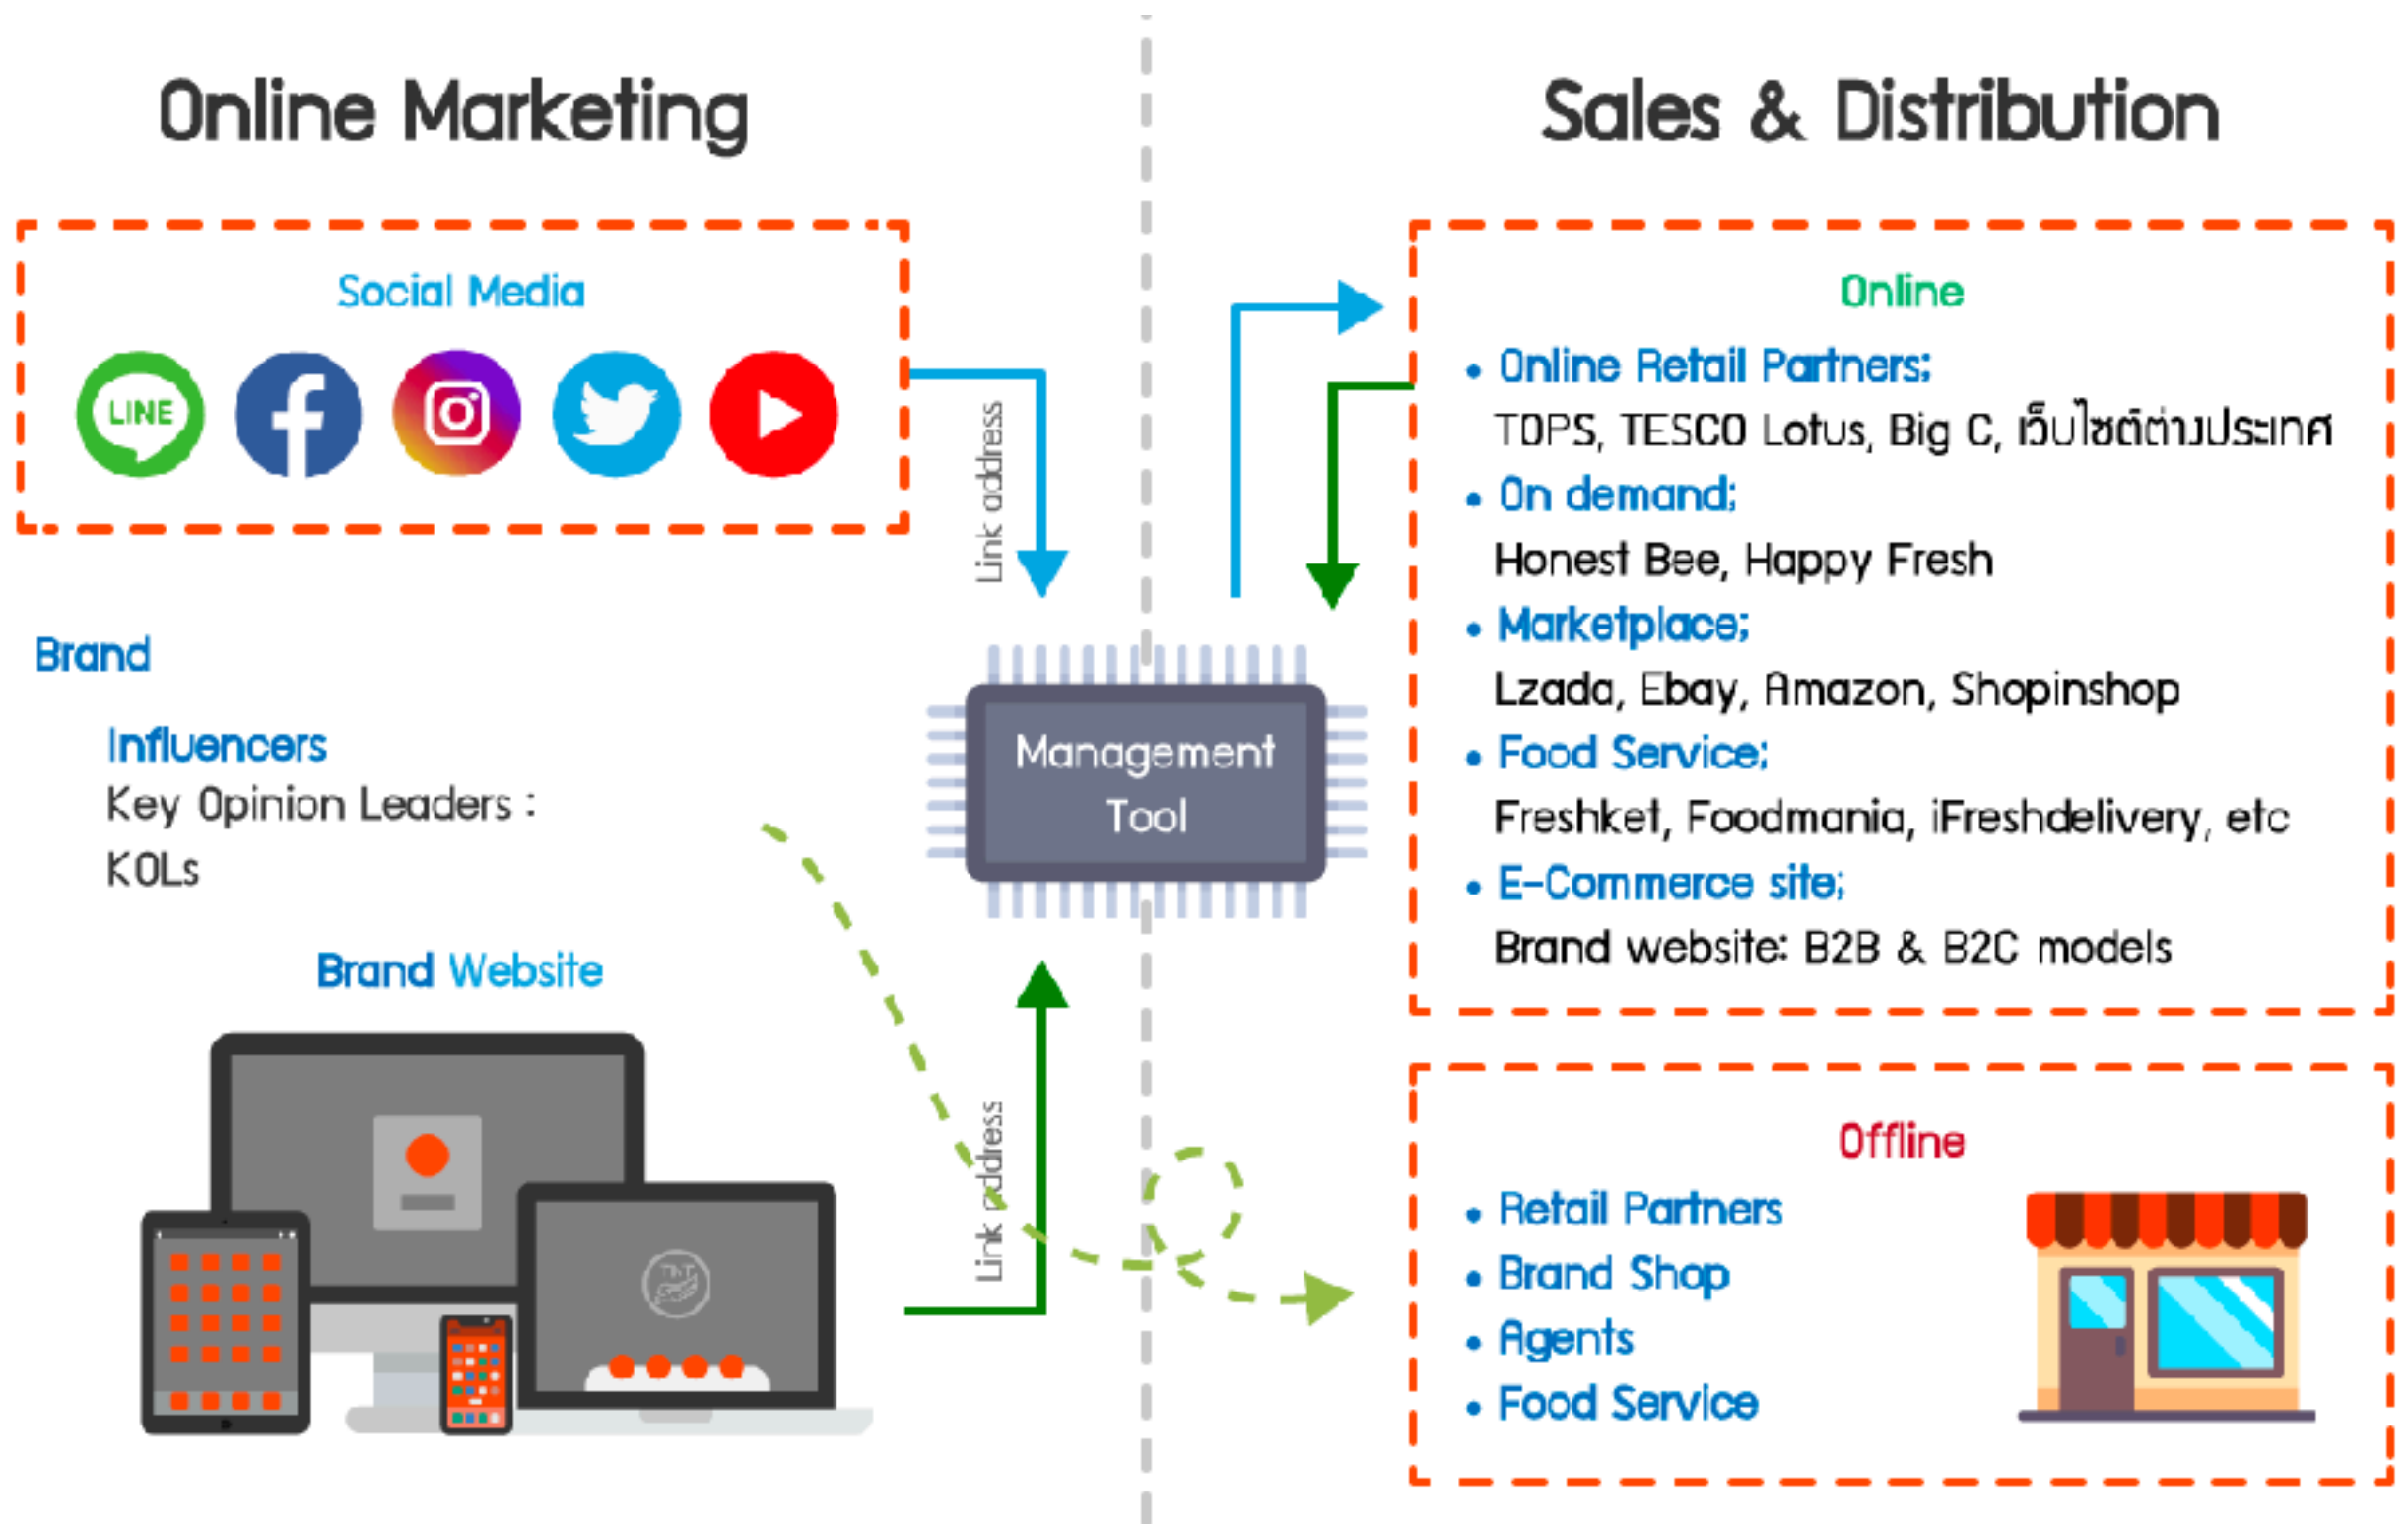 Online Marketing
Social Media
LINE
Link address
Brand
Influencers
Key Opinion Leaders :
KOLs
Brand Website
Link address
Management
Tool
Sales & Distribution
Online
• Online Retail Partners;
TOPS, TESCO Lotus, Big C, เว็บไซต์ต่างประเทศ
• On demand;
Honest Bee, Happy Fresh
• Marketplace;
Lzada, Ebay, Amazon, Shopinshop
• Food Service;
Freshket, Foodmania, iFreshdelivery, etc
• E-Commerce site;
Brand website: B2B & B2C models
Offline
• Retail Partners
• Brand Shop
• Agents
• Food Service